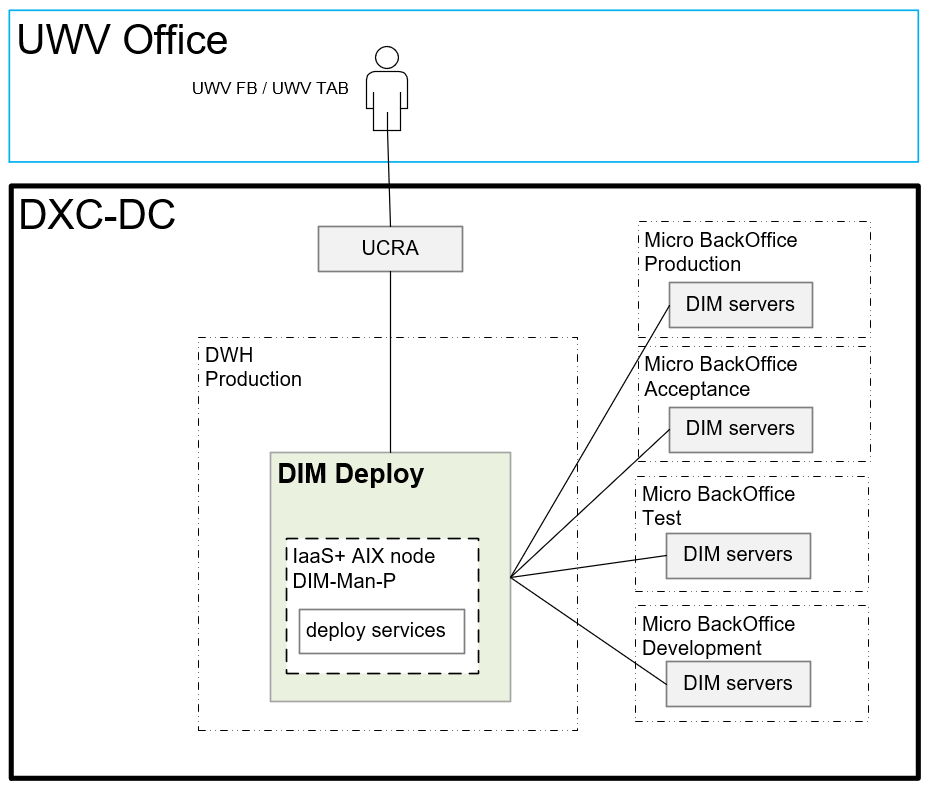 UWV Office
UWV FB / UWV TAB
DXC-DC
UCRA
Micro BackOffice
Production
DIM servers
DWH
Production
Micro BackOffice
Acceptance
DIM servers
DIM Deploy
Micro BackOffice
Test
DIM servers
IaaS+ AIX node
DIM-Man-P
deploy services
Micro BackOffice
Development
DIM servers